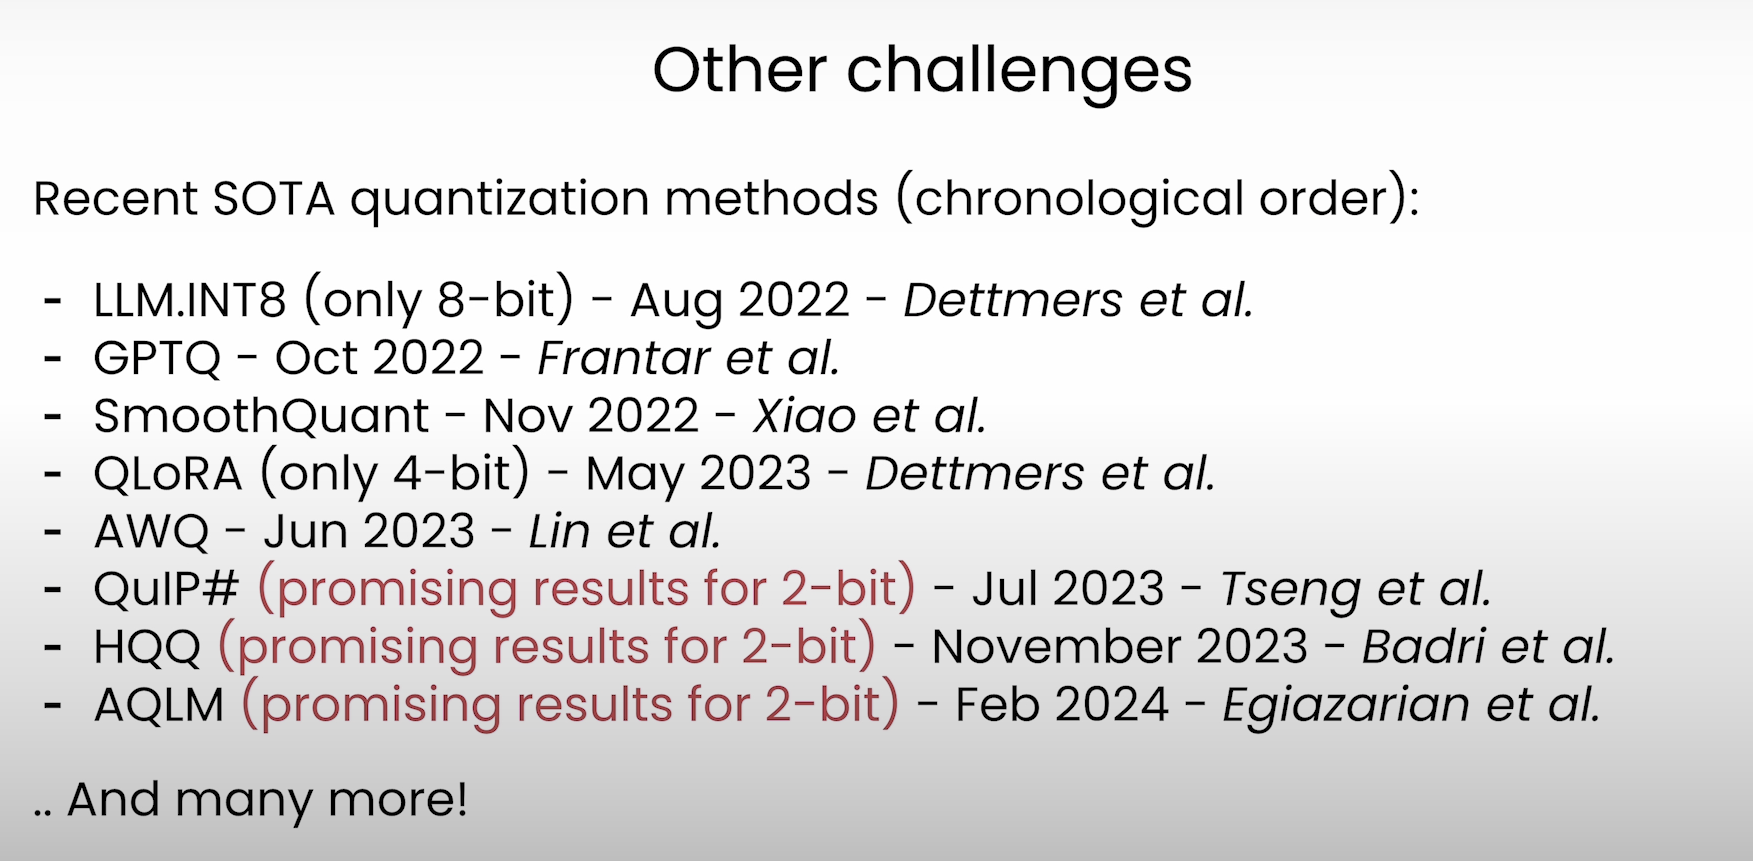 Other challenges
Recent SOTA quantization methods (chronological order):
- LLM.INT8 (only 8-bit) - Aug 2022 - Dettmers et al.
- GPTQ - Oct 2022 - Frantar et al.
- SmoothQuant - Nov 2022 - Xiao et al.
- QLoRA (only 4-bit) - May 2023 - Dettmers et al.
- AWQ - Jun 2023 - Lin et al.
- QuIP# (promising results for 2-bit) - Jul 2023 - Tseng et al.
- HQQ (promising results for 2-bit) - November 2023 - Badri et al.
- AQLM (promising results for 2-bit) - Feb 2024 - Egiazarian et al.
.. And many more!